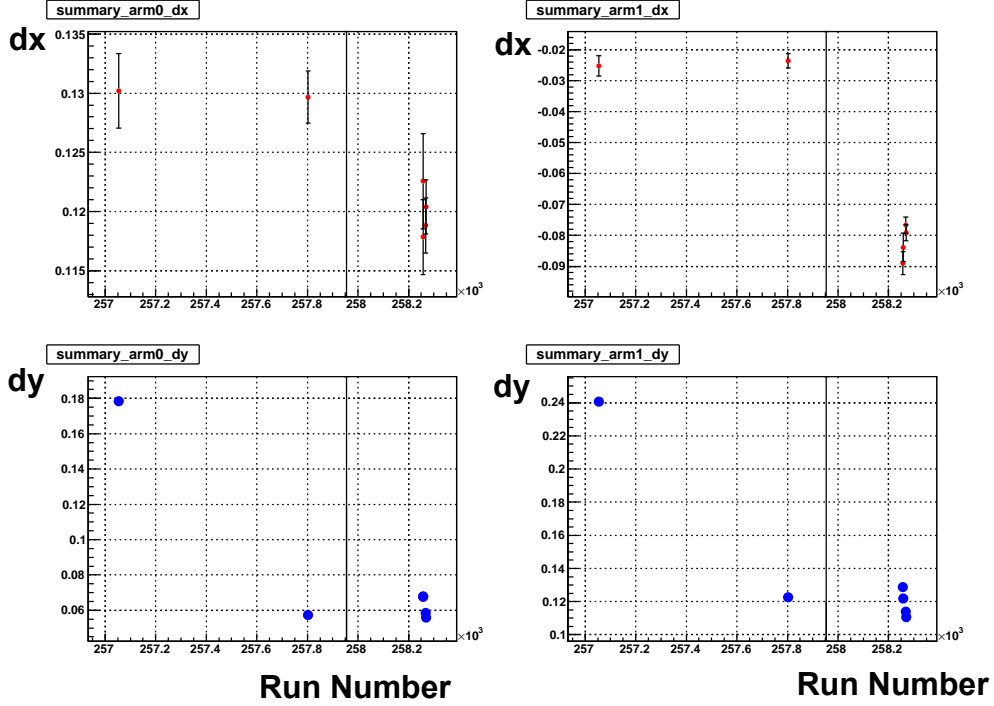 summary_arm0_dx
dx
0.135
0.13
0.125
0.12
0.115
257 257.2 257.4 257.6 257.8 258 258.2
×10³
summary_arm1_dx
dx
-0.02
-0.03
-0.04
-0.05
-0.06
-0.07
-0.08
-0.09
257 257.2 257.4 257.6 257.8 258 258.2
×10³
summary_arm0_dy
dy
0.18
0.16
0.14
0.12
0.1
0.08
0.06
257 257.2 257.4 257.6 257.8 258 258.2
×10³
Run Number
summary_arm1_dy
dy
0.24
0.22
0.2
0.18
0.16
0.14
0.12
0.1
257 257.2 257.4 257.6 257.8 258 258.2
×10³
Run Number